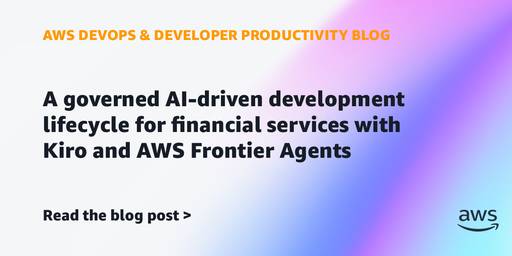 AWS DEVOPS & DEVELOPER PRODUCTIVITY BLOG
A governed AI-driven development
lifecycle for financial services with
Kiro and AWS Frontier Agents
Read the blog post >
aws